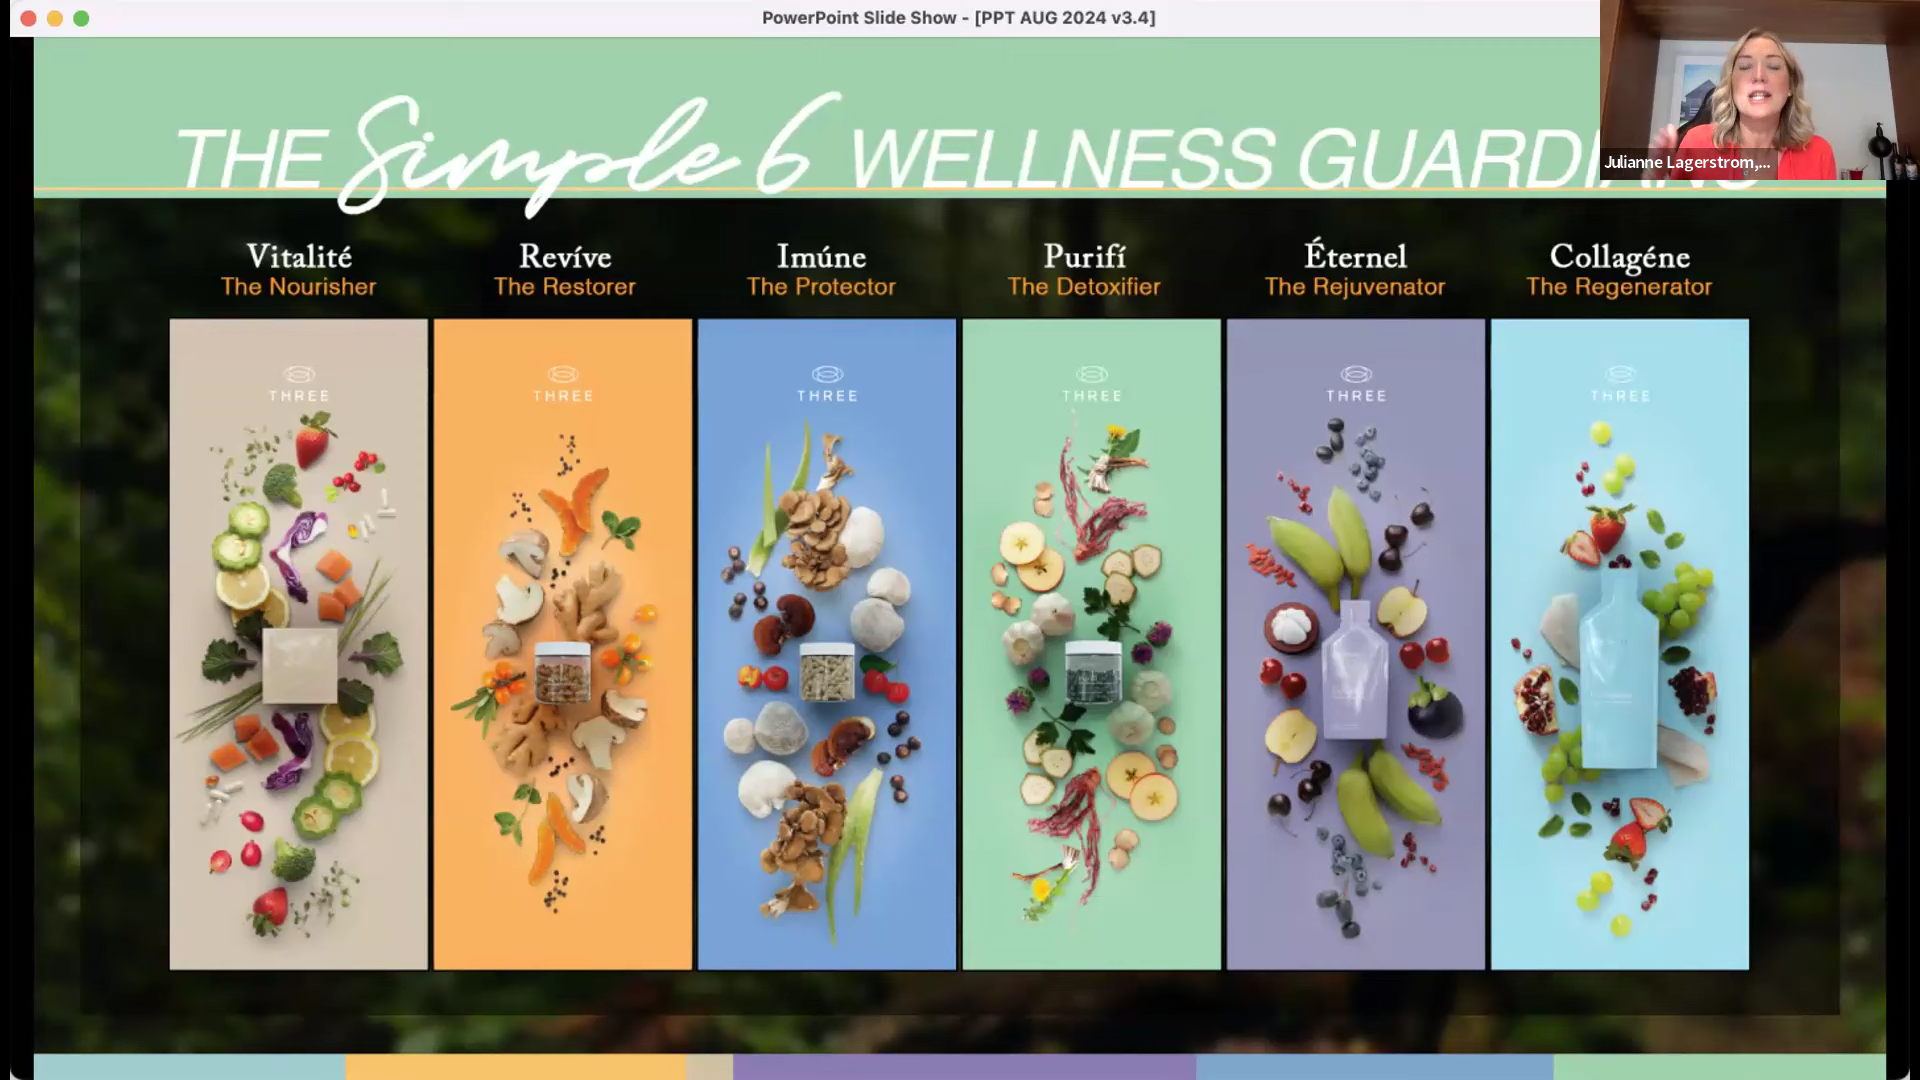 PowerPoint Slide Show - [PPT AUG 2024 v3.4]
THE Simple 6 WELLNESS
Julianne Lagerstrom,...
Vitalité
The Nourisher
Revíve
The Restorer
Imúne
The Protector
Purifí
The Detoxifier
Éternel
The Rejuvenator
Collagéne
The Regenerator
THREE
THREE
THREE
THREE
THREE
THREE